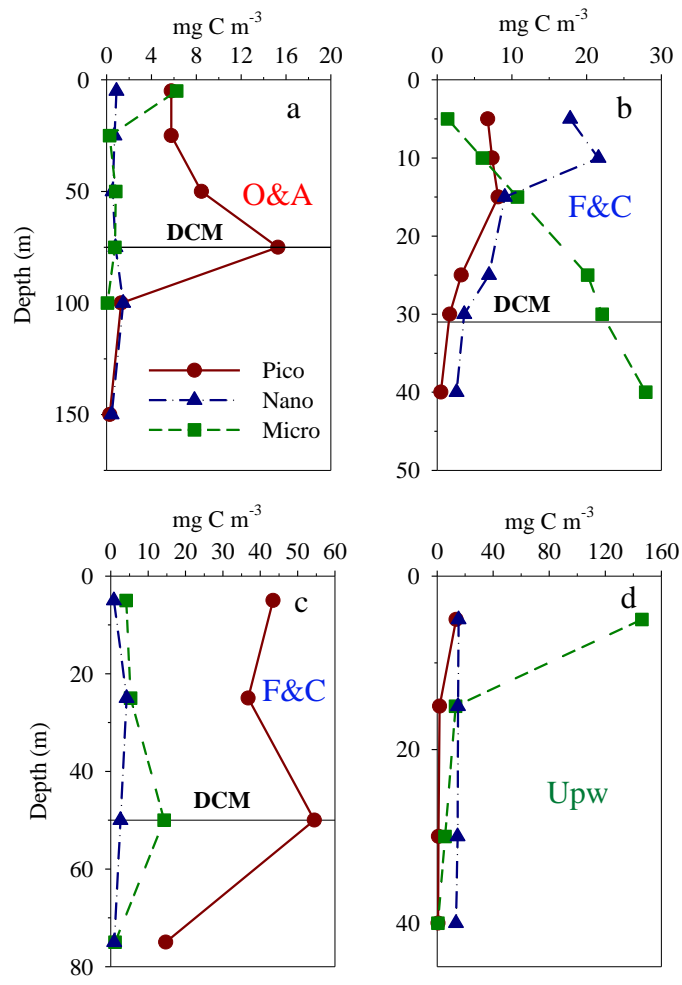 mg C m-3
mg C m-3
0 4 8 12 16 20
0 10 20 30
0
50
100
150
Depth (m)
a
O&A
DCM
Pico
Nano
Micro
0
10
20
30
40
50
b
F&C
DCM
mg C m-3
mg C m-3
0 10 20 30 40 50 60
0 40 80 120 160
0
20
40
60
80
Depth (m)
c
F&C
DCM
0
20
40
d
Upw